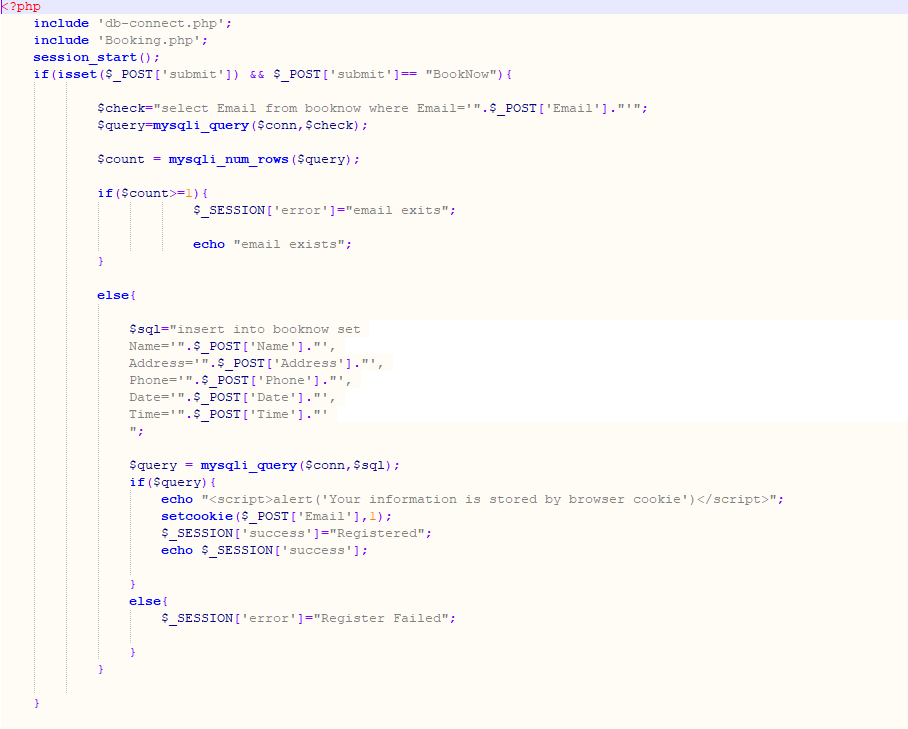 <?php
include 'db-connect.php';
include 'Booking.php';
session_start();
if(isset($_POST['submit']) && $_POST['submit']== "BookNow"){
$check="select Email from booknow where Email='".$_POST['Email']."'";
$query=mysqli_query($conn,$check);
$count = mysqli_num_rows($query);
if($count>=1){
$_SESSION['error']="email exits";
echo "email exists";
}
else{
$sql="insert into booknow set
Name='".$_POST['Name']."',
Address='".$_POST['Address']."',
Phone='".$_POST['Phone']."',
Date='".$_POST['Date']."',
Time='".$_POST['Time']."'
";
$query = mysqli_query($conn,$sql);
if($query){
echo "<script>alert('Your information is stored by browser cookie')</script>";
setcookie($_POST['Email'],1);
$_SESSION['success']="Registered";
echo $_SESSION['success'];
}
else{
$_SESSION['error']="Register Failed";
}
}
}